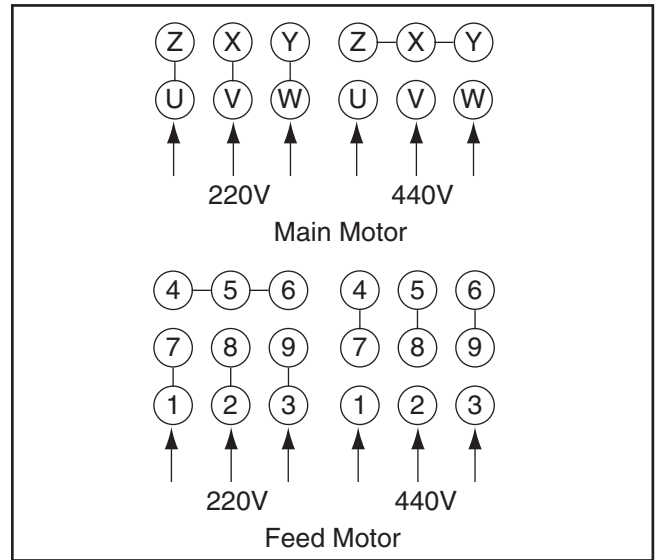 Z X Y Z X Y
U V W U V W
220V 440V
Main Motor
4 5 6 4 5 6
7 8 9 7 8 9
1 2 3 1 2 3
220V 440V
Feed Motor